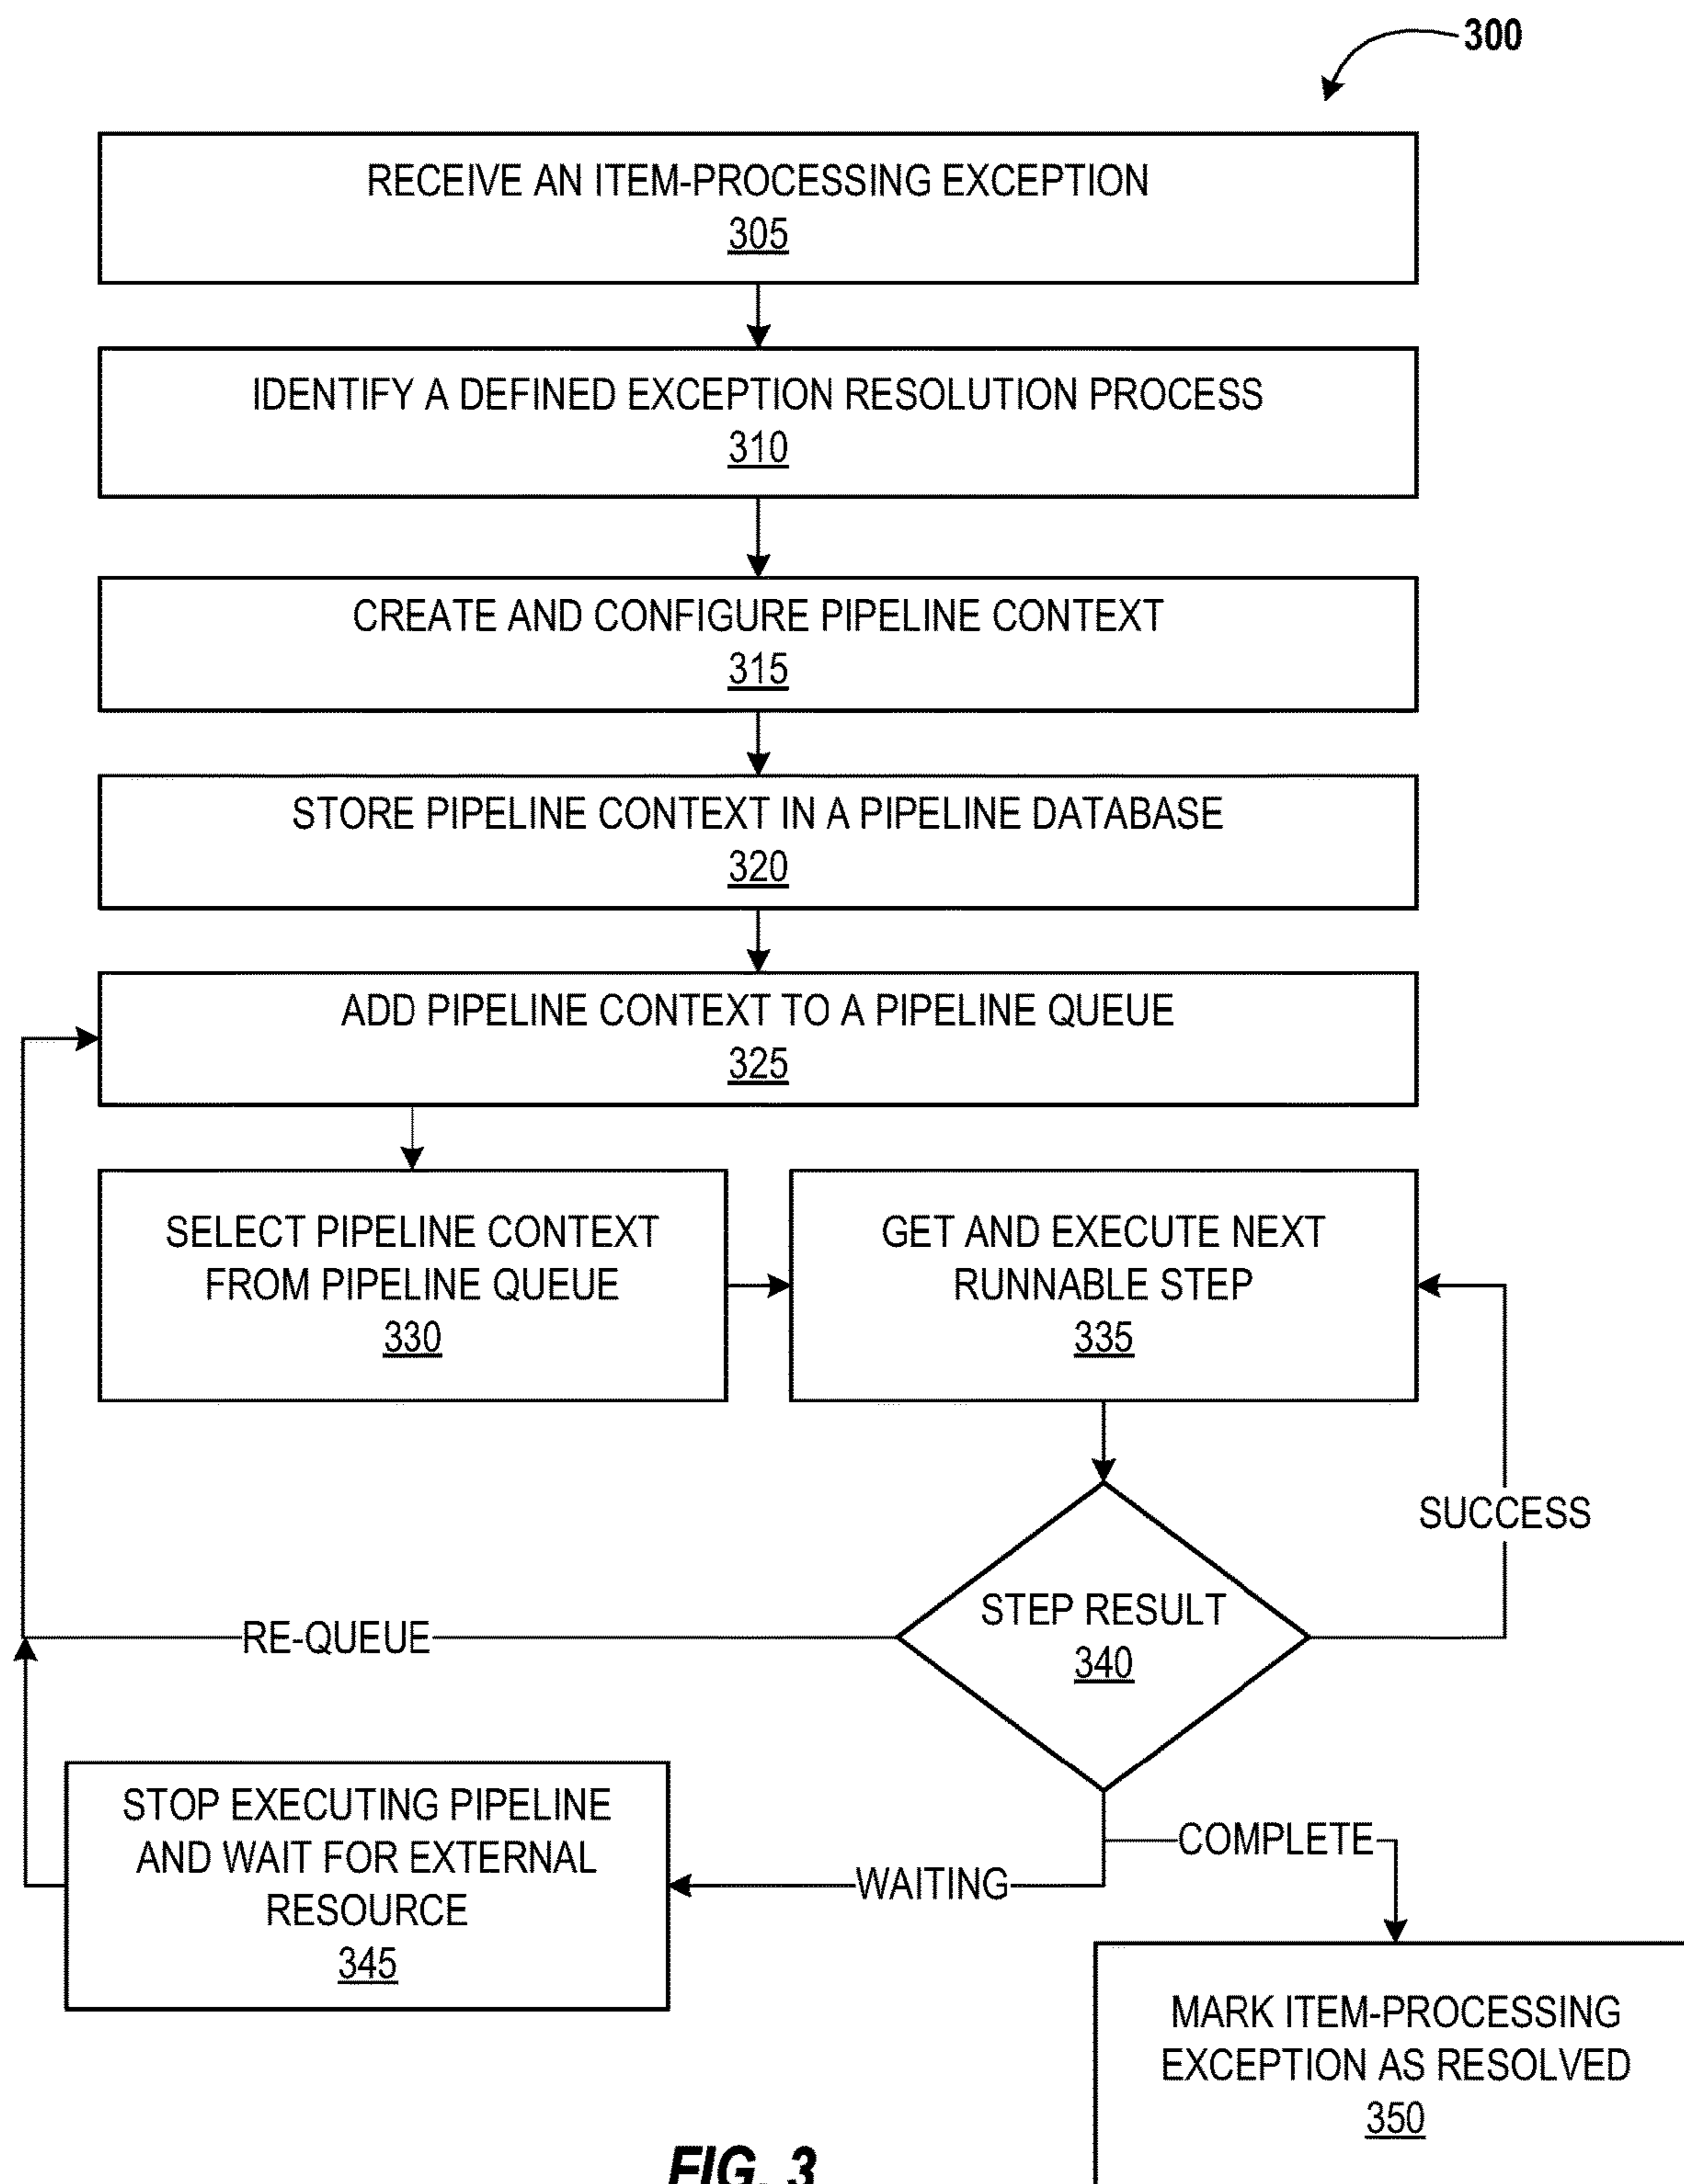 300
RECEIVE AN ITEM-PROCESSING EXCEPTION
305
IDENTIFY A DEFINED EXCEPTION RESOLUTION PROCESS
310
CREATE AND CONFIGURE PIPELINE CONTEXT
315
STORE PIPELINE CONTEXT IN A PIPELINE DATABASE
320
ADD PIPELINE CONTEXT TO A PIPELINE QUEUE
325
SELECT PIPELINE CONTEXT
FROM PIPELINE QUEUE
330
GET AND EXECUTE NEXT
RUNNABLE STEP
335
SUCCESS
STEP RESULT
340
RE-QUEUE
STOP EXECUTING PIPELINE
AND WAIT FOR EXTERNAL
RESOURCE
345
WAITING
COMPLETE
MARK ITEM-PROCESSING
EXCEPTION AS RESOLVED
350
FIG. 3